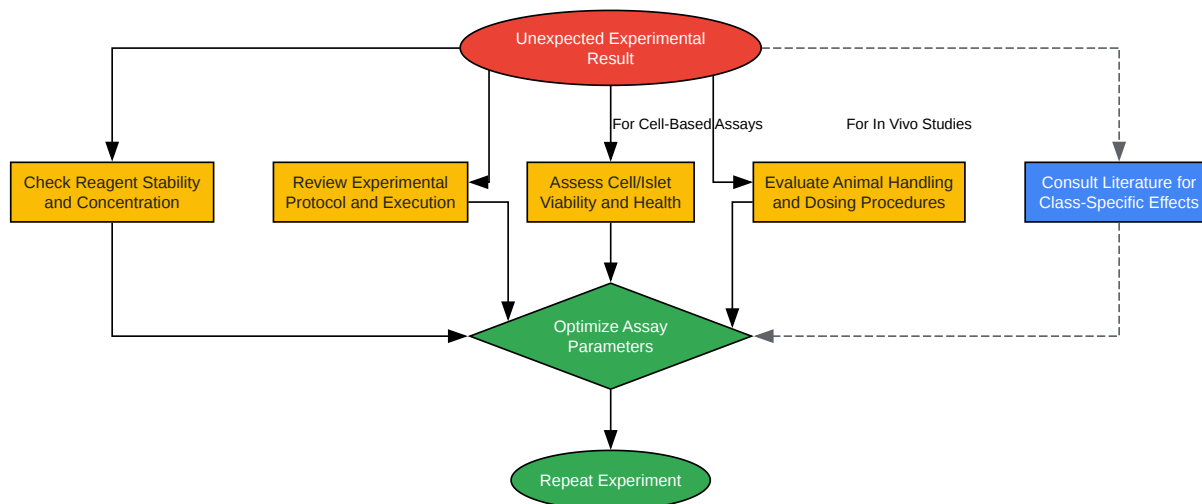 Unexpected Experimental
Result
For Cell-Based Assays
For In Vivo Studies
Check Reagent Stability
and Concentration
Review Experimental
Protocol and Execution
Assess Cell/Islet
Viability and Health
Evaluate Animal Handling
and Dosing Procedures
Consult Literature for
Class-Specific Effects
Optimize Assay
Parameters
Repeat Experiment